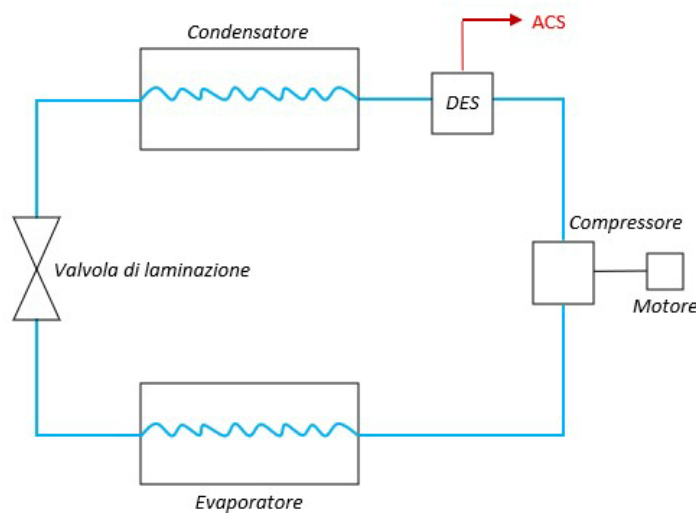 Condensatore
ACS
DES
Compressore
Valvola di laminazione
Motore
Evaporatore